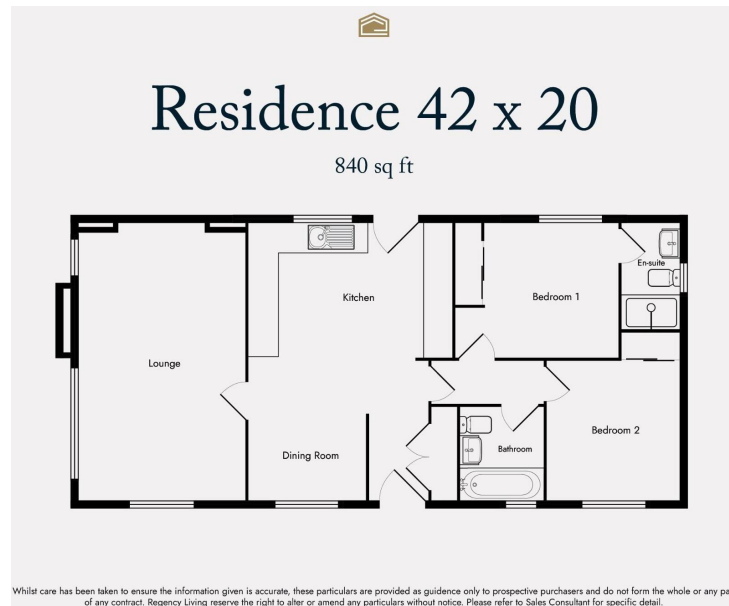 Residence 42 x 20
840 sq ft
En-suite
Kitchen
Bedroom 1
Lounge
Bedroom 2
Bathroom
Dining Room
Whilst care has been taken to ensure the information given is accurate, these particulars are provided as guidence only to prospective purchasers and do not form the whole or any pa
of any contract. Regency Living reserve the right to alter or amend any particulars without notice. Please refer to Sales Consultant for specific detail.